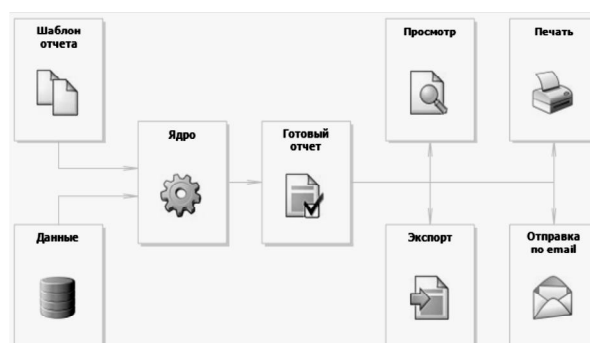 Шаблон
отчета
Просмотр
Печать
Ядро
Готовый
отчет
Данные
Экспорт
Отправка
по email